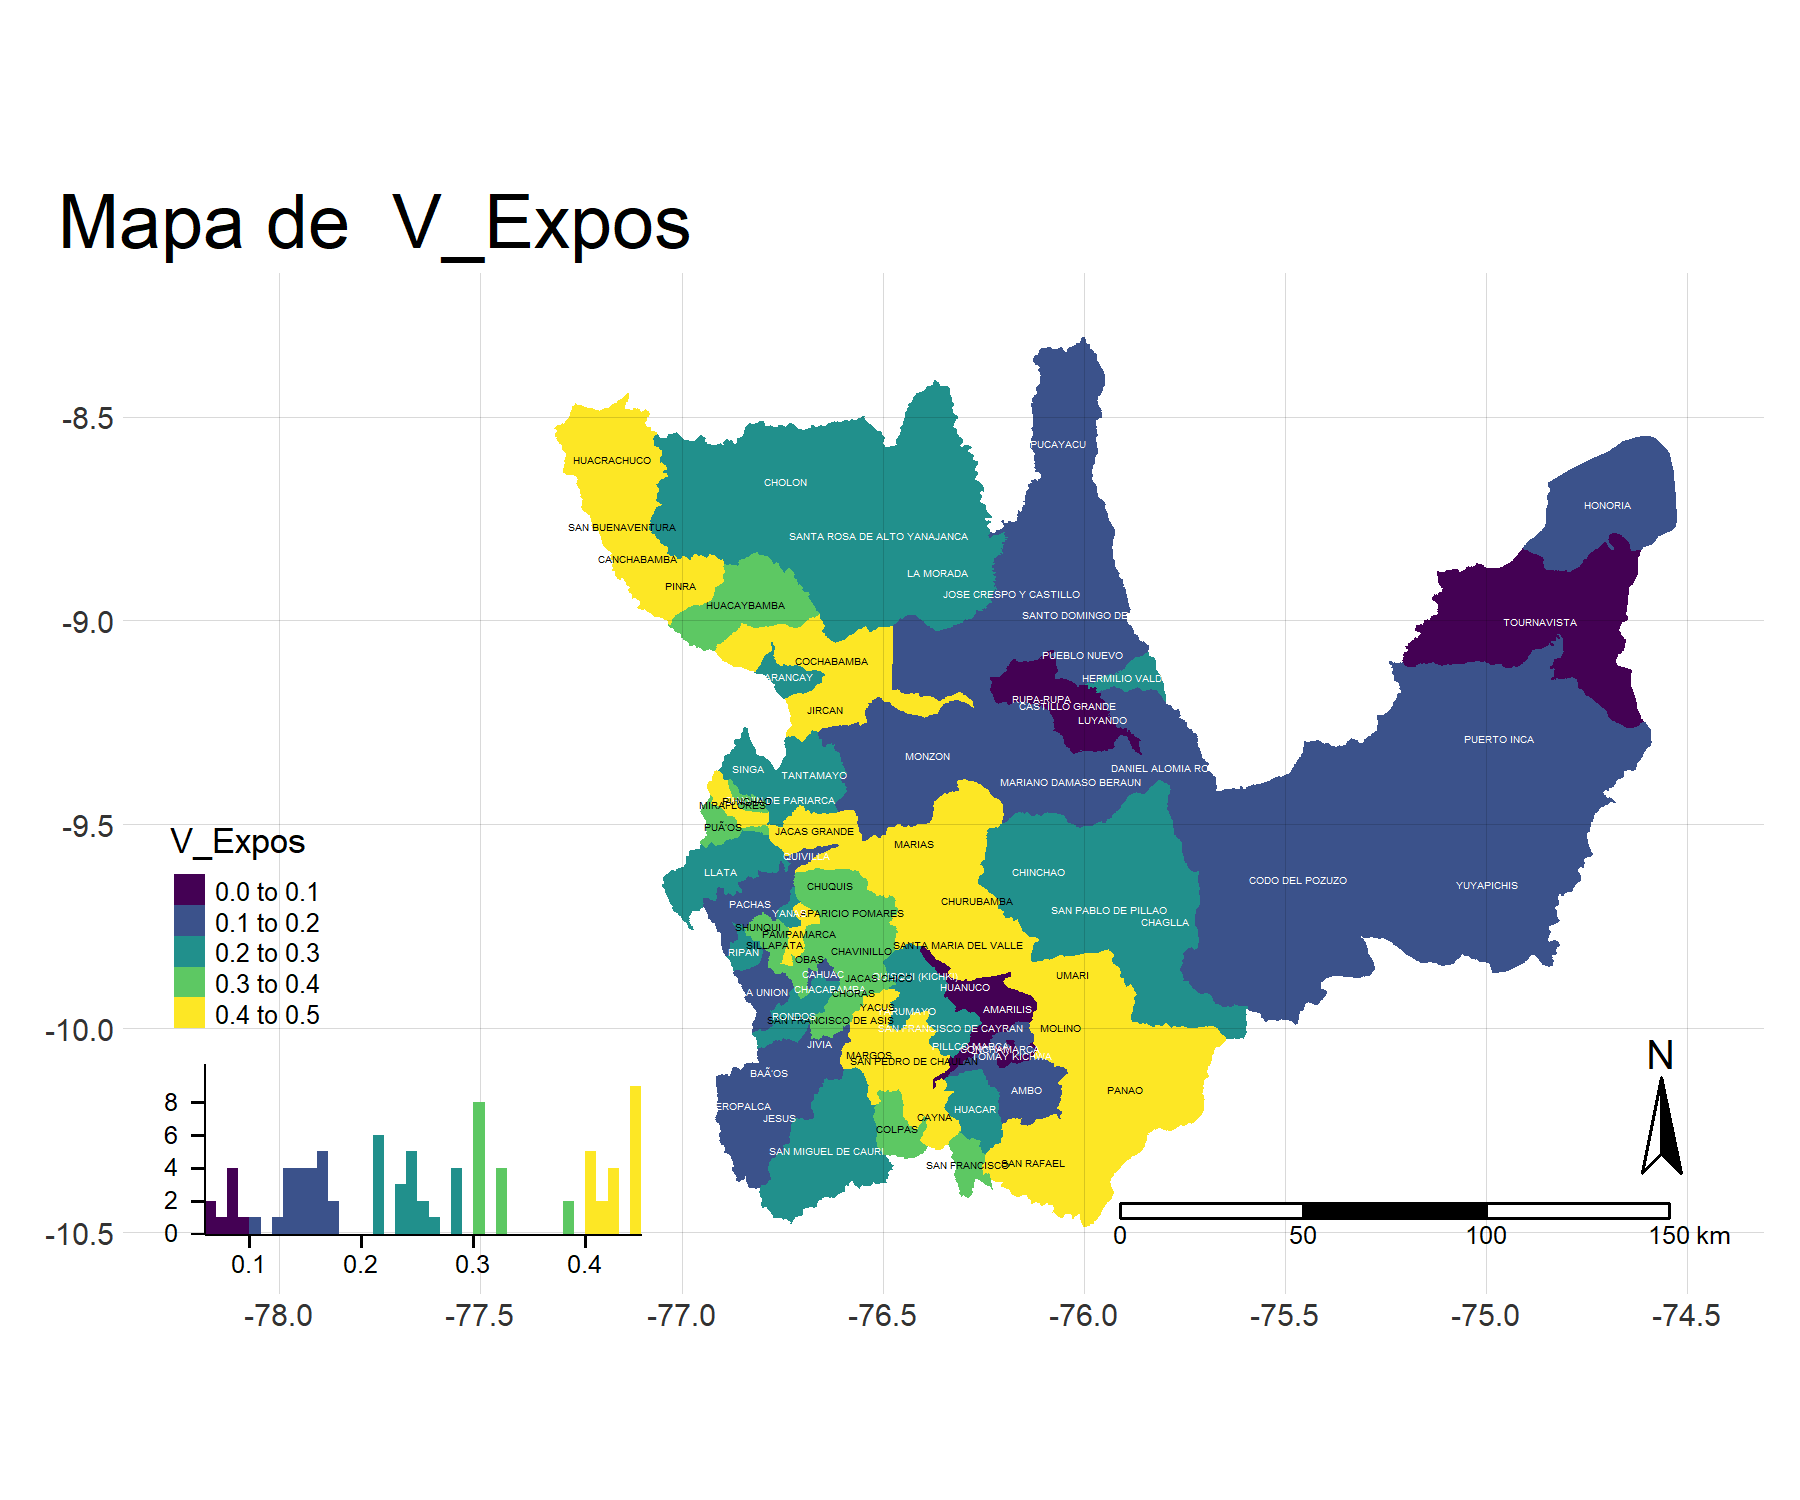 Mapa de  V_Expos
-8.5
-9.0
-9.5
-10.0
-10.5
HUACRACHUCO
CHOLON
SAN BUENAVENTURA
SANTA ROSA DE ALTO YANAJANCA
CANCHABAMBA
LA MORADA
PINRA
HUACAYBAMBA
PUCAYACU
JOSE CRESPO Y CASTILLO
SANTO DOMINGO DE
HONORIA
TOURNAVISTA
COCHABAMBA
PUEBLO NUEVO
ARANCAY
HERMILIO VALD
JIRCAN
RUPA-RUPA
CASTILLO GRANDE
LUYANDO
PUERTO INCA
MONZON
SINGA
TANTAMAYO
DANIEL ALOMIA RO
MARIANO DAMASO BERAUN
DE PARIARCA
MIRAFLORES
PUÃ'OS
JACAS GRANDE
MARIAS
QUIVILLA
LLATA
CHUQUIS
CHINCHAO
CODO DEL POZUZO
YUYAPICHIS
PACHAS
CHURUBAMBA
APARICIO POMARES
SAN PABLO DE PILLAO
CHAGLLA
SHUNQUI
PAMPAMARCA
SILLAPATA
SANTA MARIA DEL VALLE
RIPAN
CHAVINILLO
OBAS
CAHUAC
JACAS CHICO
QUISQUI (KICHKI)
UMARI
HUANUCO
LA UNION
CHACABAMBA
CHORAS
YACUS
AMARILIS
RONDOS
SAN FRANCISCO DE ASIS
SAN FRANCISCO DE CAYRAN
MOLINO
JIVIA
PILLCO MARCA
CONCHAMARCA
TOMAY KICHWA
MARGOS
SAN PEDRO DE CHAULAN
BAÃ'OS
AMBO
PANAO
EROPALCA
JESUS
HUACAR
CAYNA
COLPAS
SAN MIGUEL DE CAURI
SAN FRANCISCO
SAN RAFAEL
V_Expos
0.0 to 0.1
0.1 to 0.2
0.2 to 0.3
0.3 to 0.4
0.4 to 0.5
8
6
4
2
0
0.1 0.2 0.3 0.4
N
0 50 100 150 km
-78.0 -77.5 -77.0 -76.5 -76.0 -75.5 -75.0 -74.5